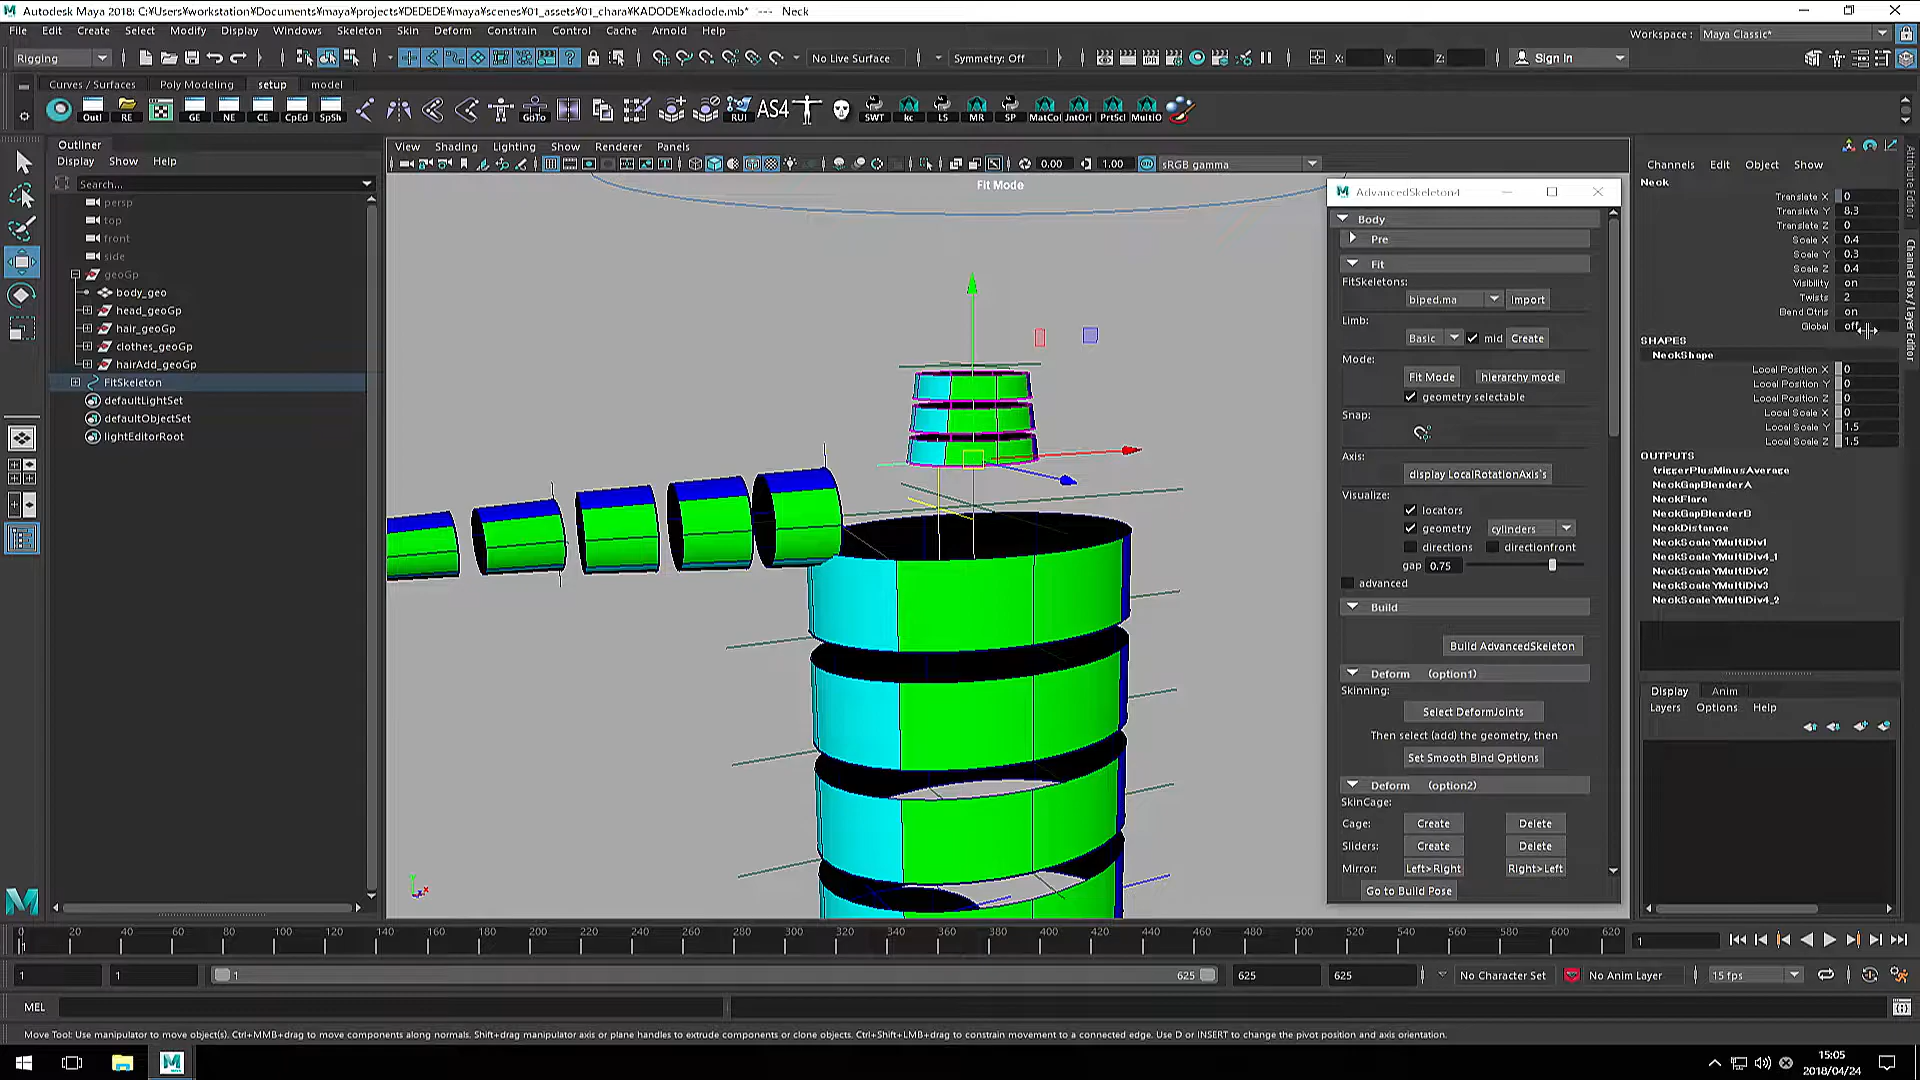 Autodesk Maya 2018: C:¥Users¥workstation¥Documents¥maya¥projects¥DEDEDE¥maya¥scenes¥01_assets¥01_chara¥KADODE¥kadode.mb* --- Neck
File Edit Create Select Modify Display Windows Skeleton Skin Deform Constrain Control Cache Arnold Help
Workspace : Maya Classic*
Rigging
No Live Surface
Symmetry: Off
X: Y: Z:
Sign In
Curves / Surfaces Poly Modeling setup model
Outl RE GE NE CE CpEd SpSh GoTo RUI AS4 SWT kc LS MR SP MatCol JntOri PrtScl MultiO
Outliner
Display Show Help
Search...
persp
top
front
side
geoGp
body_geo
head_geoGp
hair_geoGp
clothes_geoGp
hairAdd_geoGp
FitSkeleton
defaultLightSet
defaultObjectSet
lightEditorRoot
View Shading Lighting Show Renderer Panels
0.00 1.00 sRGB gamma
Fit Mode
AdvancedSkeleton4
Body
Pre
Fit
FitSkeletons:
biped.ma Import
Limb:
Basic mid Create
Mode:
Fit Mode hierarchy mode
geometry selectable
Snap:
Axis:
display LocalRotationAxis`s
Visualize:
locators
geometry cylinders
directions directionfront
gap 0.75
advanced
Build
Build AdvancedSkeleton
Deform (option1)
Skinning:
Select DeformJoints
Then select (add) the geometry, then
Set Smooth Bind Options
Deform (option2)
SkinCage:
Cage: Create Delete
Sliders: Create Delete
Mirror: Left>Right Right>Left
Go to Build Pose
Channels Edit Object Show
Neck
Translate X 0
Translate Y 8.3
Translate Z 0
Scale X 0.4
Scale Y 0.3
Scale Z 0.4
Visibility on
Twists 2
Bend Ctrls on
Global off
SHAPES
NeckShape
Local Position X 0
Local Position Y 0
Local Position Z 0
Local Scale X 0
Local Scale Y 1.5
Local Scale Z 1.5
OUTPUTS
triggerPlusMinusAverage
NeckGapBlenderA
NeckFlare
NeckGapBlenderB
NeckDistance
NeckScaleYMultiDiv1
NeckScaleYMultiDiv4_1
NeckScaleYMultiDiv2
NeckScaleYMultiDiv3
NeckScaleYMultiDiv4_2
Attribute Editor
Channel Box / Layer Editor
Display Anim
Layers Options Help
0 20 40 60 80 100 120 140 160 180 200 220 240 260 280 300 320 340 360 380 400 420 440 460 480 500 520 540 560 580 600 620
1
1
1 1 1 625 625 625 No Character Set No Anim Layer 15 fps
MEL
Move Tool: Use manipulator to move object(s). Ctrl+MMB+drag to move components along normals. Shift+drag manipulator axis or plane handles to extrude components or clone objects. Ctrl+Shift+LMB+drag to constrain movement to a connected edge. Use D or INSERT to change the pivot position and axis orientation.
15:05
2018/04/24